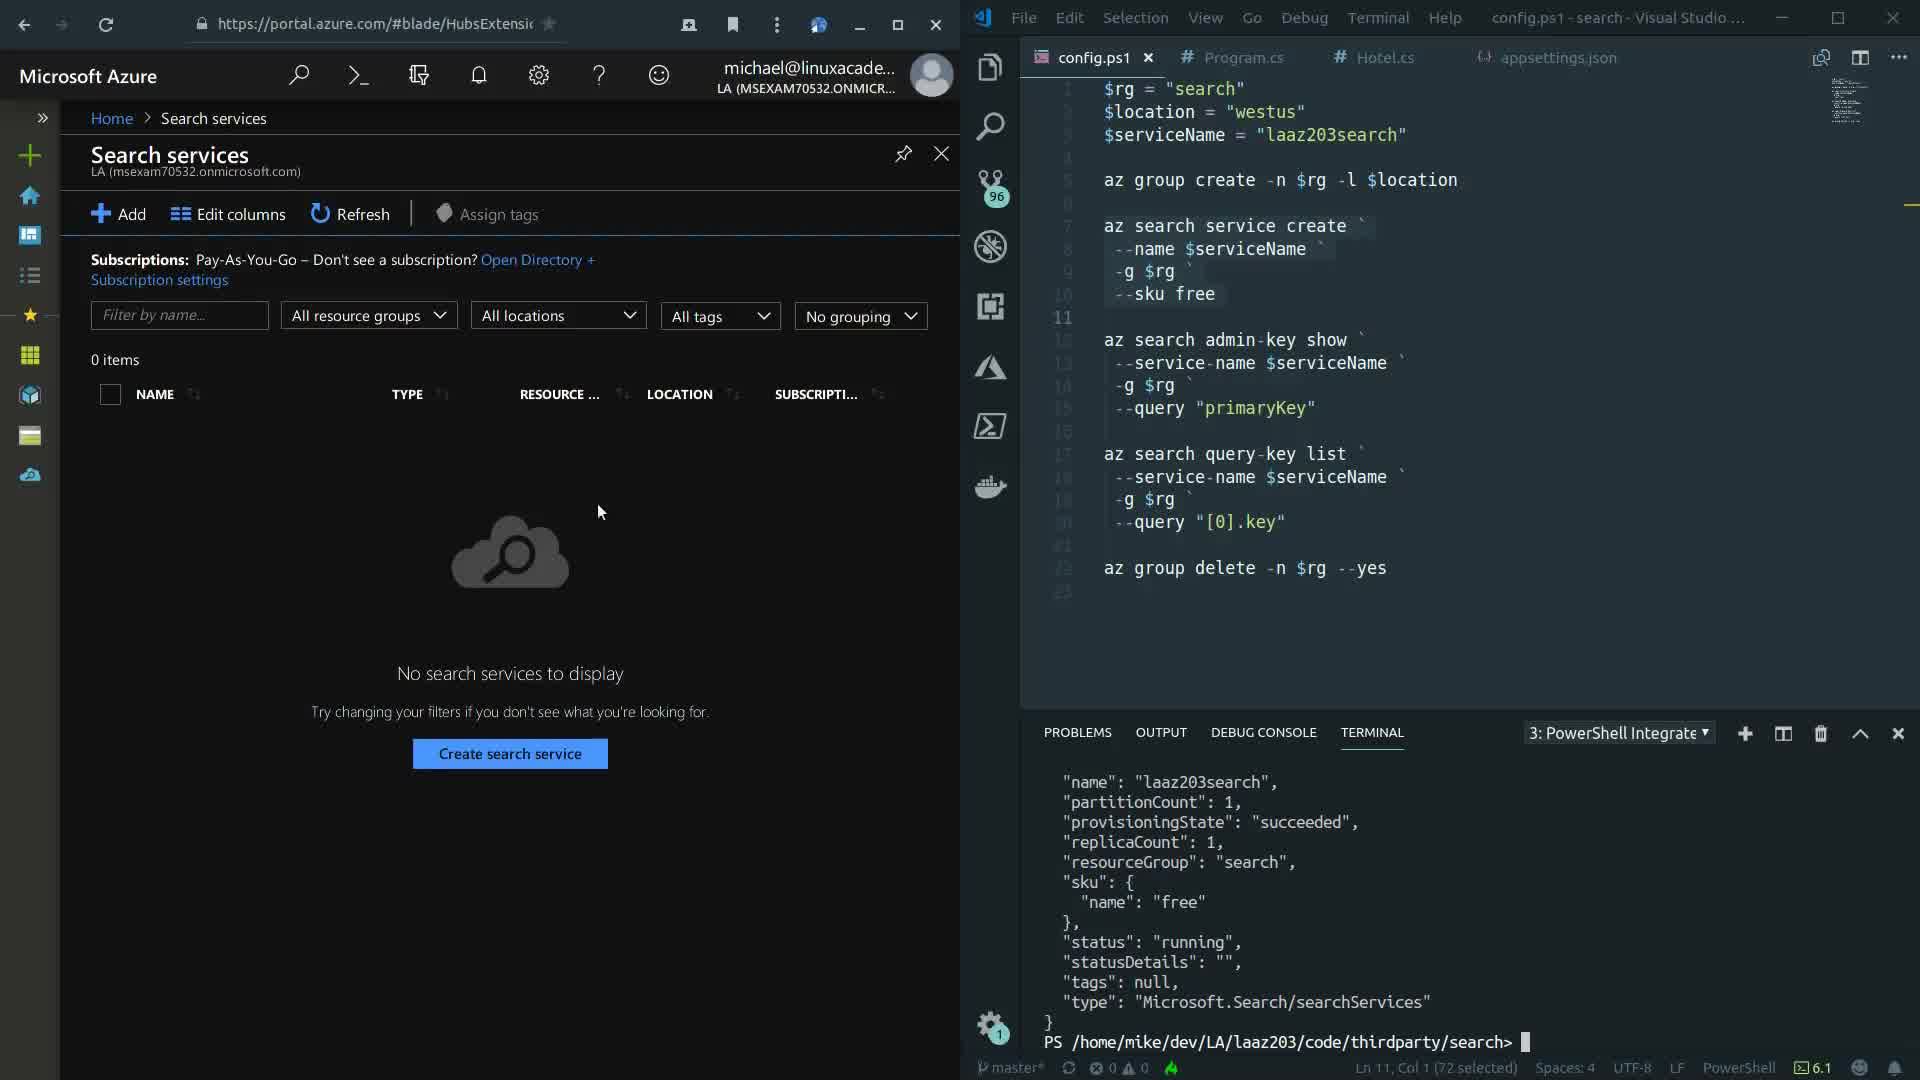 https://portal.azure.com/#blade/HubsExtensio
Microsoft Azure
michael@linuxacade...
LA (MSEXAM70532.ONMICR...
Home > Search services
Search services
LA (msexam70532.onmicrosoft.com)
Add
Edit columns
Refresh
Assign tags
Subscriptions: Pay-As-You-Go – Don't see a subscription? Open Directory +
Subscription settings
Filter by name...
All resource groups
All locations
All tags
No grouping
0 items
NAME
TYPE
RESOURCE ...
LOCATION
SUBSCRIPTI...
No search services to display
Try changing your filters if you don't see what you're looking for.
Create search service
File Edit Selection View Go Debug Terminal Help
config.ps1 - search - Visual Studio ...
config.ps1
Program.cs
Hotel.cs
appsettings.json
96
1 $rg = "search"
2 $location = "westus"
3 $serviceName = "laaz203search"
4
5 az group create -n $rg -l $location
6
7 az search service create `
8 --name $serviceName `
9 -g $rg `
10 --sku free
11
12 az search admin-key show `
13 --service-name $serviceName `
14 -g $rg `
15 --query "primaryKey"
16
17 az search query-key list `
18 --service-name $serviceName `
19 -g $rg `
20 --query "[0].key"
21
22 az group delete -n $rg --yes
23
PROBLEMS
OUTPUT
DEBUG CONSOLE
TERMINAL
3: PowerShell Integrate
"name": "laaz203search",
"partitionCount": 1,
"provisioningState": "succeeded",
"replicaCount": 1,
"resourceGroup": "search",
"sku": {
"name": "free"
},
"status": "running",
"statusDetails": "",
"tags": null,
"type": "Microsoft.Search/searchServices"
}
PS /home/mike/dev/LA/laaz203/code/thirdparty/search>
1
master*
0
0
Ln 11, Col 1 (72 selected)
Spaces: 4
UTF-8
LF
PowerShell
6.1